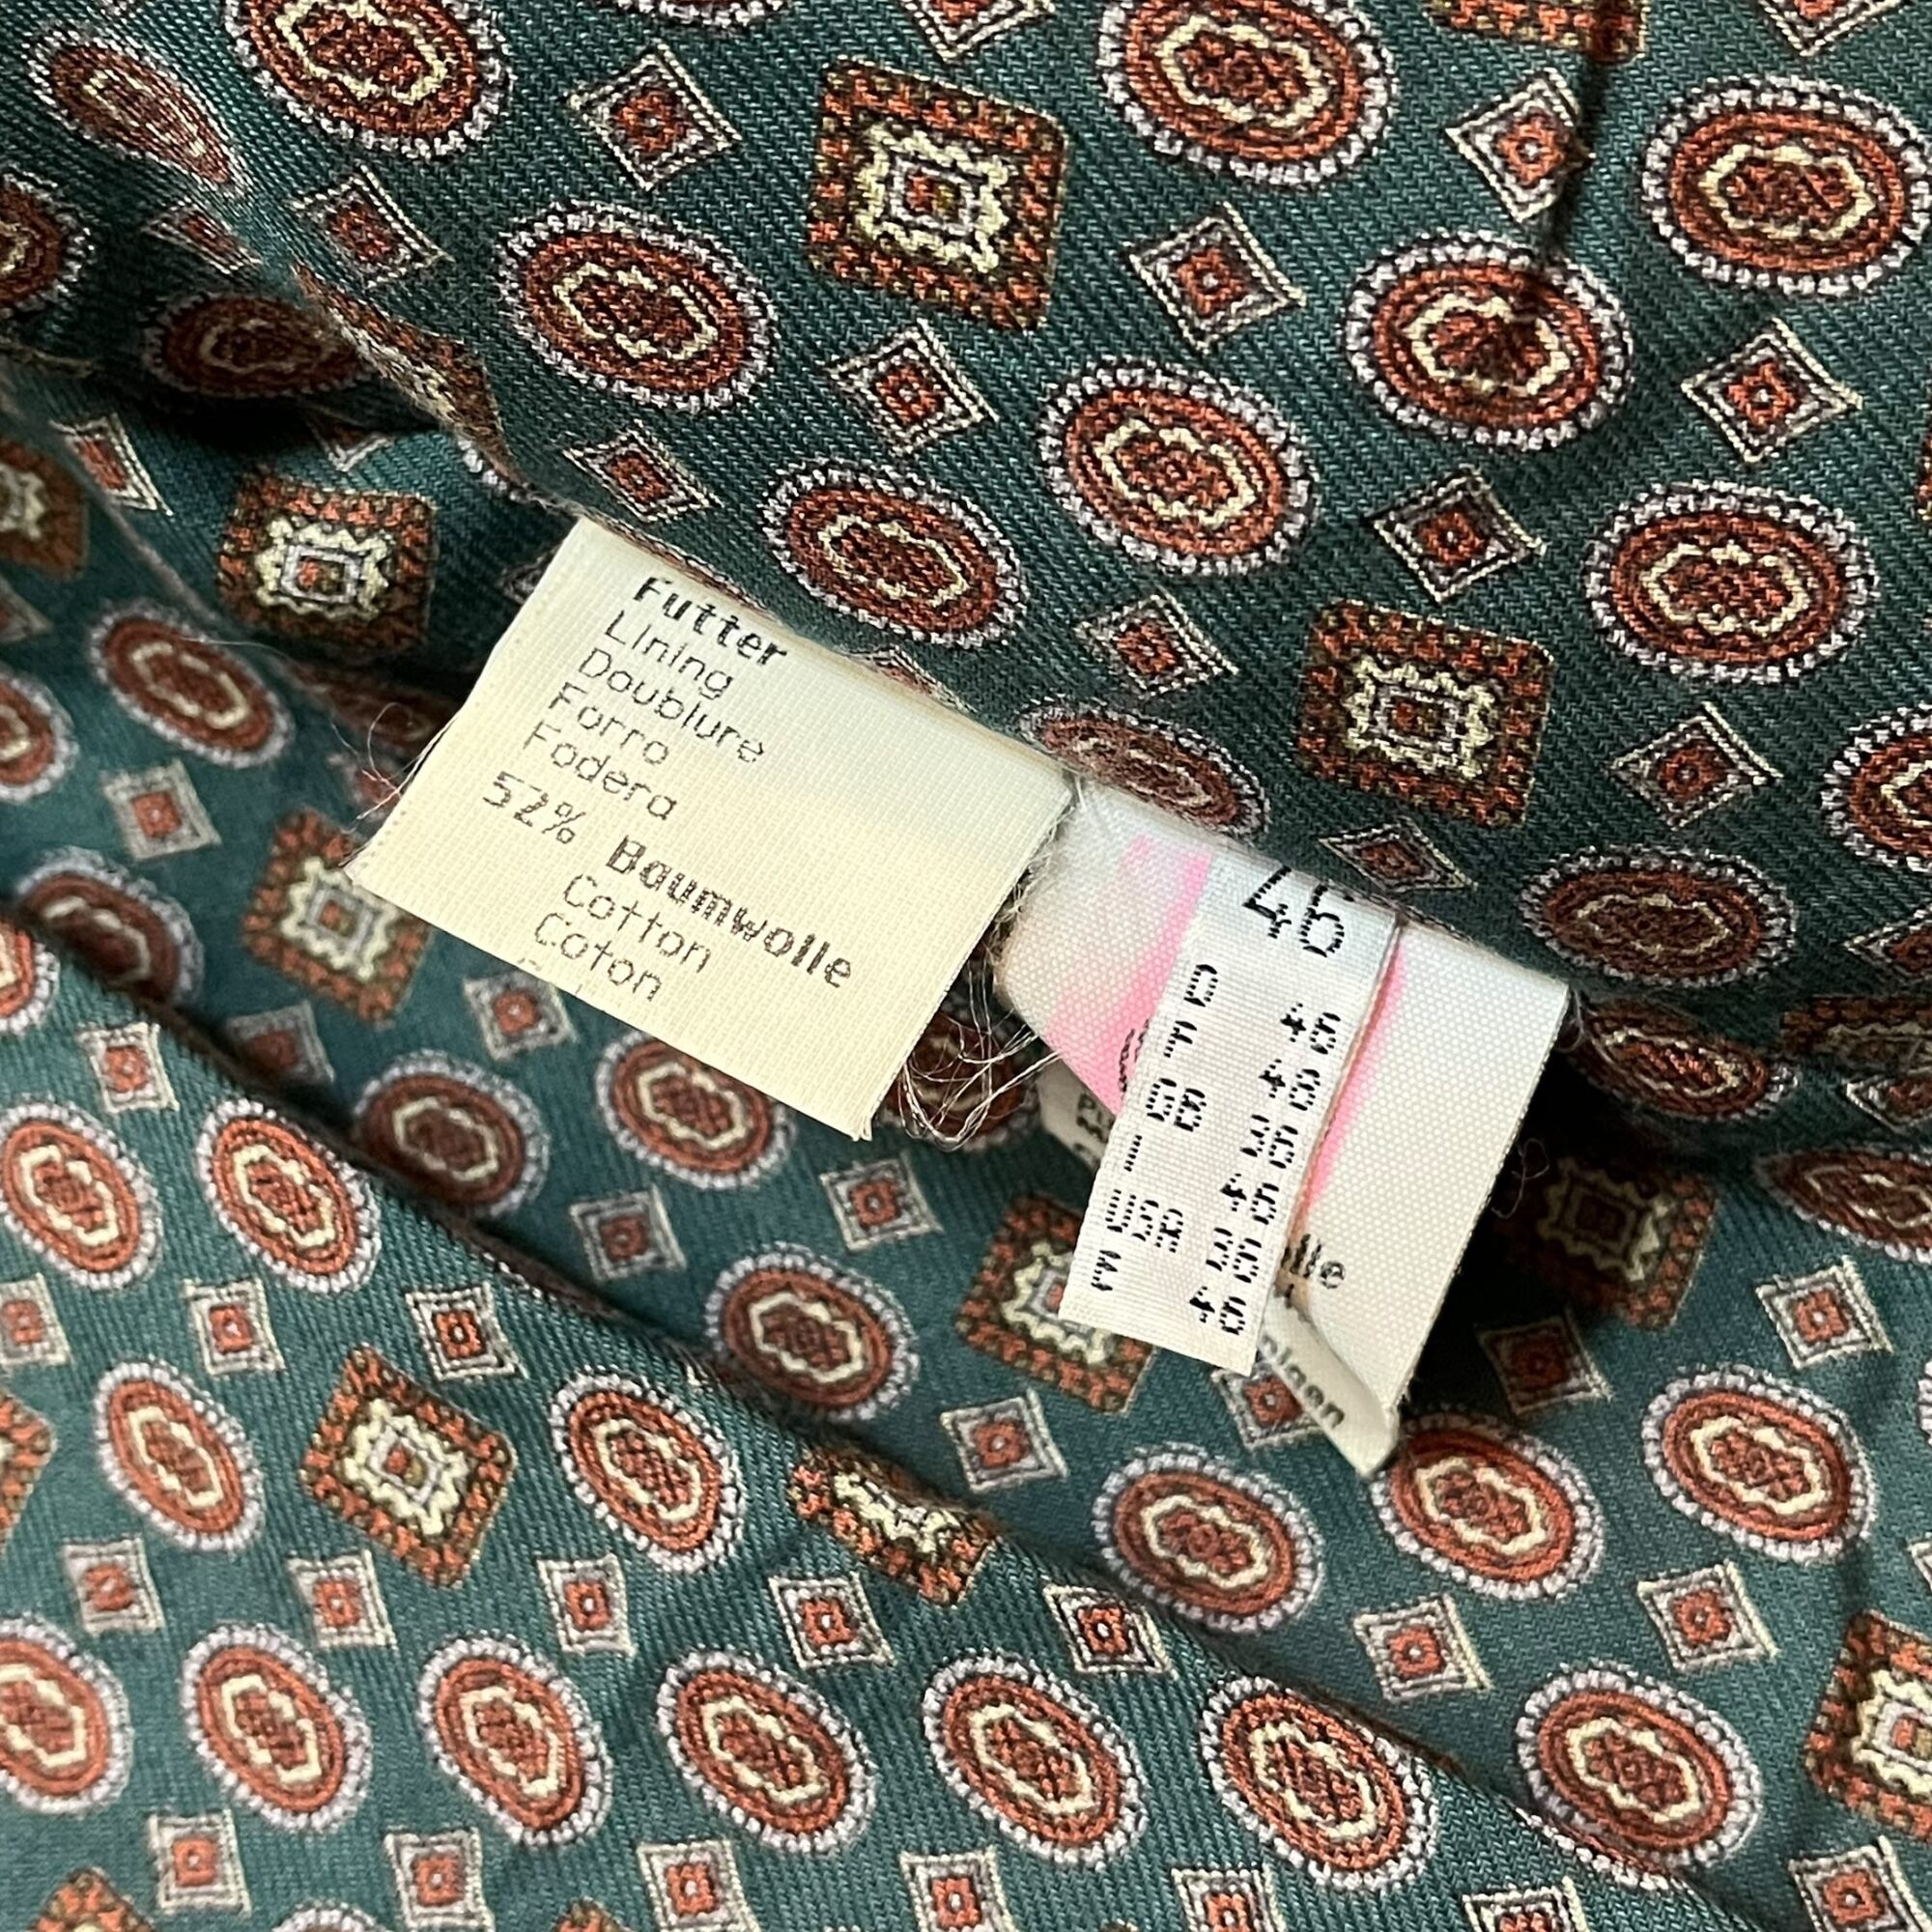 Futter
Lining
Doublure
Forro
Fodera
52% Baumwolle
Cotton
Coton
46
D 46
F 46
GB 36
I 46
USA 36
46